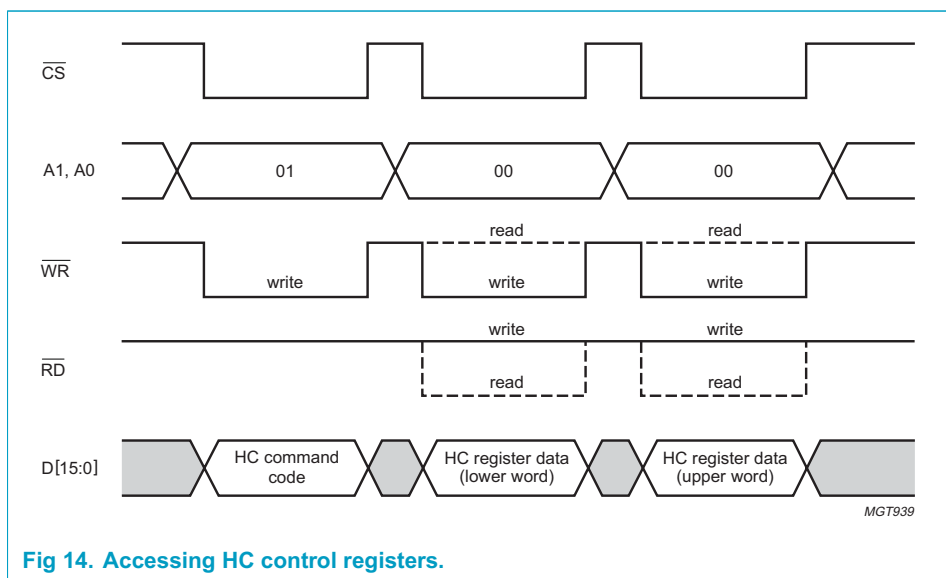 CS
A1, A0
01
00
00
read
read
WR
write
write
write
write
write
RD
read
read
D[15:0]
HC command
code
HC register data
(lower word)
HC register data
(upper word)
MGT939
Fig 14. Accessing HC control registers.